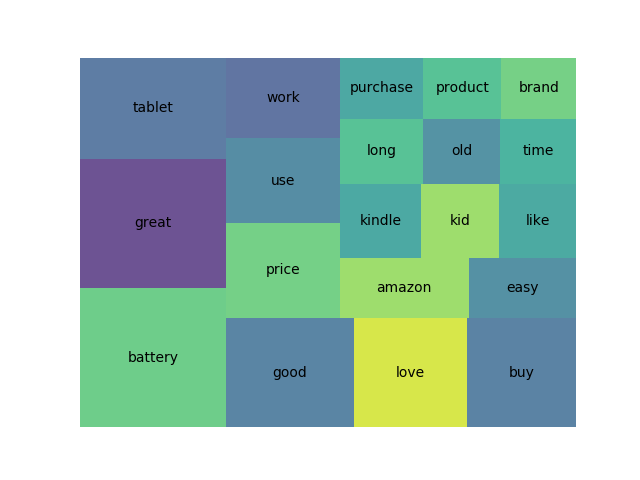 tablet
great
battery
work
use
price
good
love
buy
purchase
product
brand
long
old
time
kindle
kid
like
amazon
easy